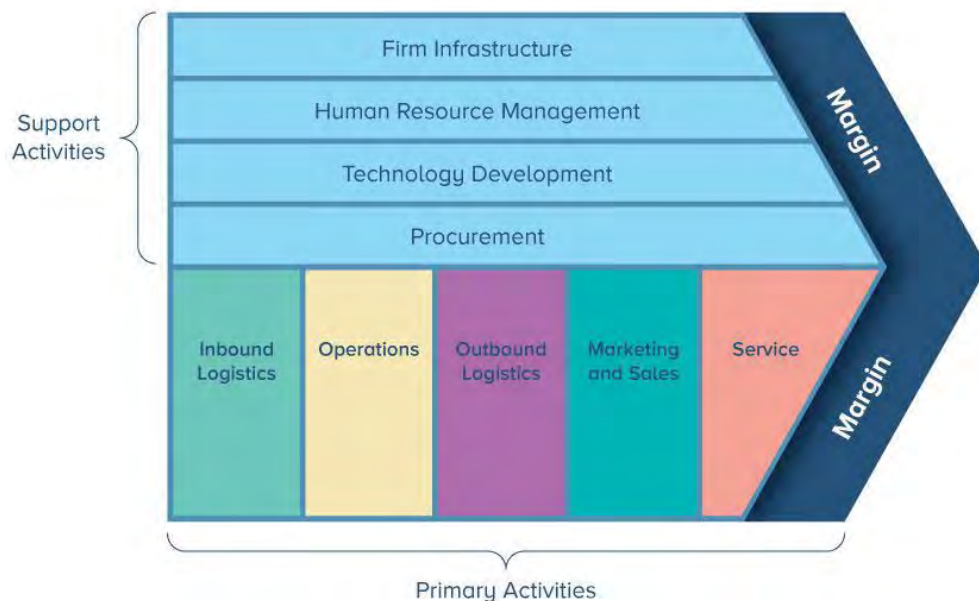 Firm Infrastructure
Human Resource Management
Support
Activities
Technology Development
Procurement
Margin
Inbound
Logistics
Operations
Outbound
Logistics
Marketing
and Sales
Service
Margin
Primary Activities